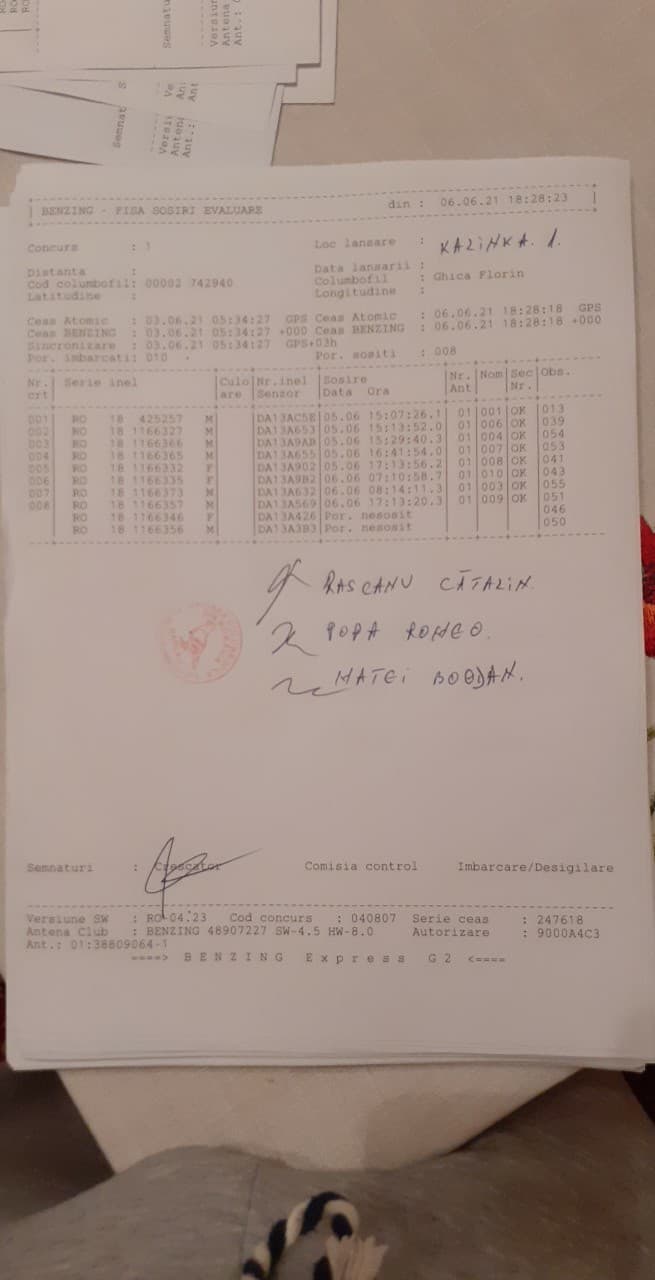 BENZING - FISA SOSIRI EVALUARE din : 06.06.21 18:28:23
Concurs : 1 Loc lansare : KALINKA. 1.
Distanta : Data lansarii :
Cod columbofil: 00002 742940 Columbofil : Ghica Florin
Latitudine : Longitudine :
Ceas Atomic : 03.06.21 05:34:27 GPS Ceas Atomic : 06.06.21 18:28:18 GPS
Ceas BENZING : 03.06.21 05:34:27 +000 Ceas BENZING : 06.06.21 18:28:18 +000
Sincronizare : 03.06.21 05:34:27 GPS+03h
Por. imbarcati: 010 Por. sositi : 008
Nr. Serie inel Culo Nr.inel Sosire Nr. Nom Sec Obs.
crt are Senzor Data Ora Ant Nr.
001 RO 18 425257 M DA13AC5E 05.06 15:07:26.1 01 001 OK 013
002 RO 18 1166327 M DA13A653 05.06 15:13:52.0 01 006 OK 039
003 RO 18 1166366 M DA13A9AB 05.06 15:29:40.3 01 004 OK 054
004 RO 18 1166365 M DA13A655 05.06 16:41:54.0 01 007 OK 053
005 RO 18 1166332 F DA13A902 05.06 17:13:56.2 01 008 OK 041
006 RO 18 1166335 F DA13A9B2 06.06 07:10:58.7 01 010 OK 043
007 RO 18 1166373 M DA13A632 06.06 08:14:11.3 01 003 OK 055
008 RO 18 1166357 M DA13A569 06.06 17:13:20.3 01 009 OK 051
RO 18 1166346 F DA13A426 Por. nesosit 046
RO 18 1166356 M DA13A3B3 Por. nesosit 050
RASCANU CĂTALIN.
POPA ROMEO.
MATEI BOGDAN.
Semnaturi : Crescator Comisia control Imbarcare/Desigilare
Versiune SW : RO-04.23 Cod concurs : 040807 Serie ceas : 247618
Antena Club : BENZING 48907227 SW-4.5 HW-8.0 Autorizare : 9000A4C3
Ant.: 01:38609064-1
====> B E N Z I N G E x p r e s s G 2 <====